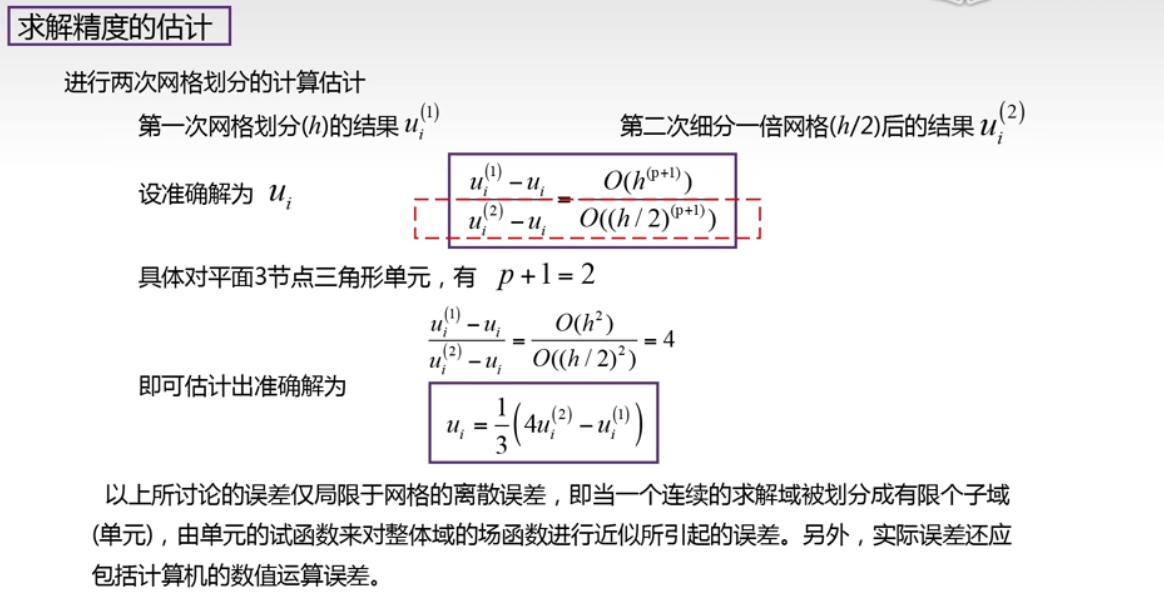 求解精度的估计
进行两次网格划分的计算估计
第一次网格划分(h)的结果 u_i^{(1)} 第二次细分一倍网格(h/2)后的结果 u_i^{(2)}
设准确解为 u_i \frac{u_i^{(1)} - u_i}{u_i^{(2)} - u_i} = \frac{O(h^{(p+1)})}{O((h/2)^{(p+1)})}
具体对平面3节点三角形单元，有 p+1=2
\frac{u_i^{(1)} - u_i}{u_i^{(2)} - u_i} = \frac{O(h^2)}{O((h/2)^2)} = 4
即可估计出准确解为
u_i = \frac{1}{3}\left(4u_i^{(2)} - u_i^{(1)}\right)
以上所讨论的误差仅局限于网格的离散误差，即当一个连续的求解域被划分成有限个子域
(单元)，由单元的试函数来对整体域的场函数进行近似所引起的误差。另外，实际误差还应
包括计算机的数值运算误差。